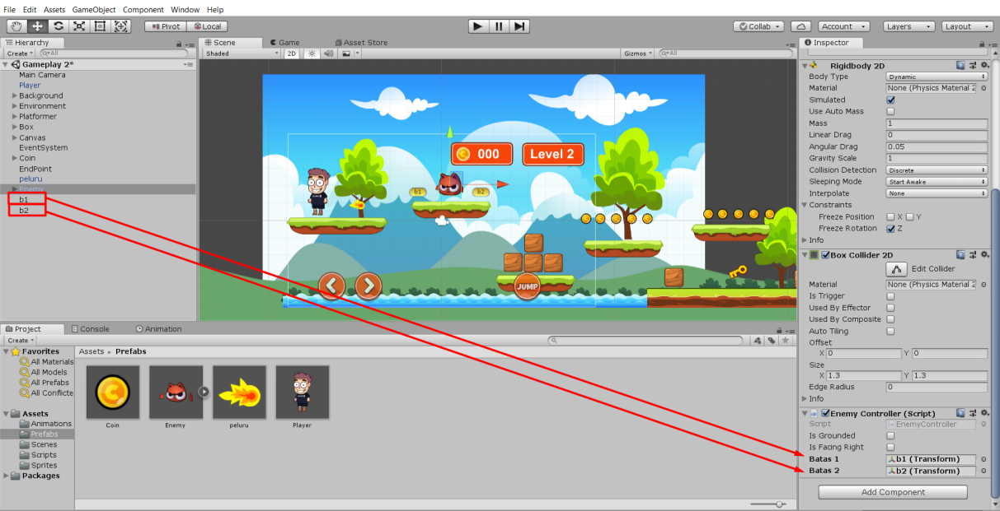 File Edit Assets GameObject Component Window Help
Pivot Local Collab Account Layers Layout
Hierarchy
Create All
Gameplay 2*
Main Camera
Player
Background
Environment
Platformer
Box
Canvas
EventSystem
Coin
EndPoint
peluru
Enemy
b1
b2
Scene Game Asset Store
Shaded 2D Gizmos All
000 Level 2
b1 b2
JUMP
Inspector
Rigidbody 2D
Body Type Dynamic
Material None (Physics Material 2
Simulated
Use Auto Mass
Mass 1
Linear Drag 0
Angular Drag 0.05
Gravity Scale 1
Collision Detection Discrete
Sleeping Mode Start Awake
Interpolate None
Constraints
Freeze Position X Y
Freeze Rotation Z
Info
Box Collider 2D
Edit Collider
Material None (Physics Material 2
Is Trigger
Used By Effector
Used By Composite
Auto Tiling
Offset
X 0 Y 0
Size
X 1.3 Y 1.3
Edge Radius 0
Info
Enemy Controller (Script)
Script EnemyController
Is Grounded
Is Facing Right
Batas 1 b1 (Transform)
Batas 2 b2 (Transform)
Add Component
Project Console Animation
Create
Favorites
All Materials
All Models
All Prefabs
All Conflicte
Assets
Animations
Prefabs
Scenes
Scripts
Sprites
Packages
Assets Prefabs
Coin Enemy peluru Player